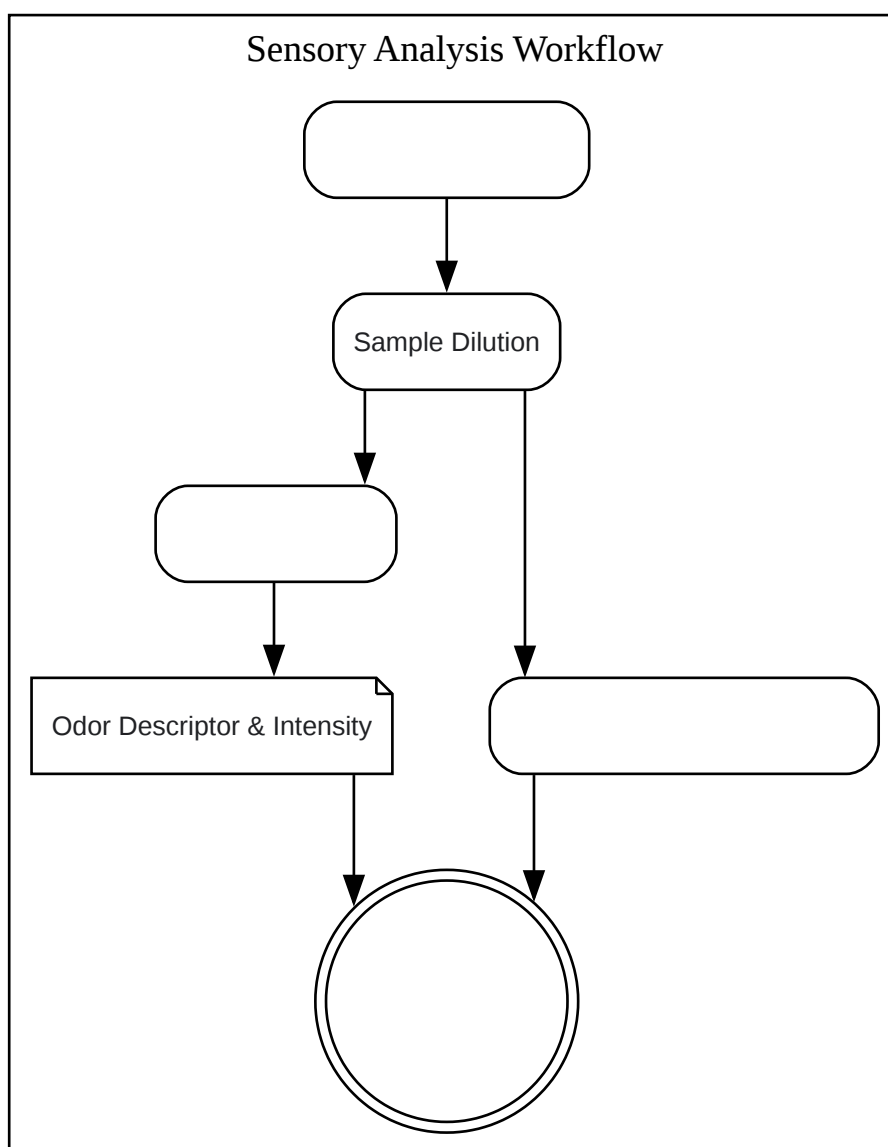 Sensory Analysis Workflow
Sample Dilution
Odor Descriptor & Intensity